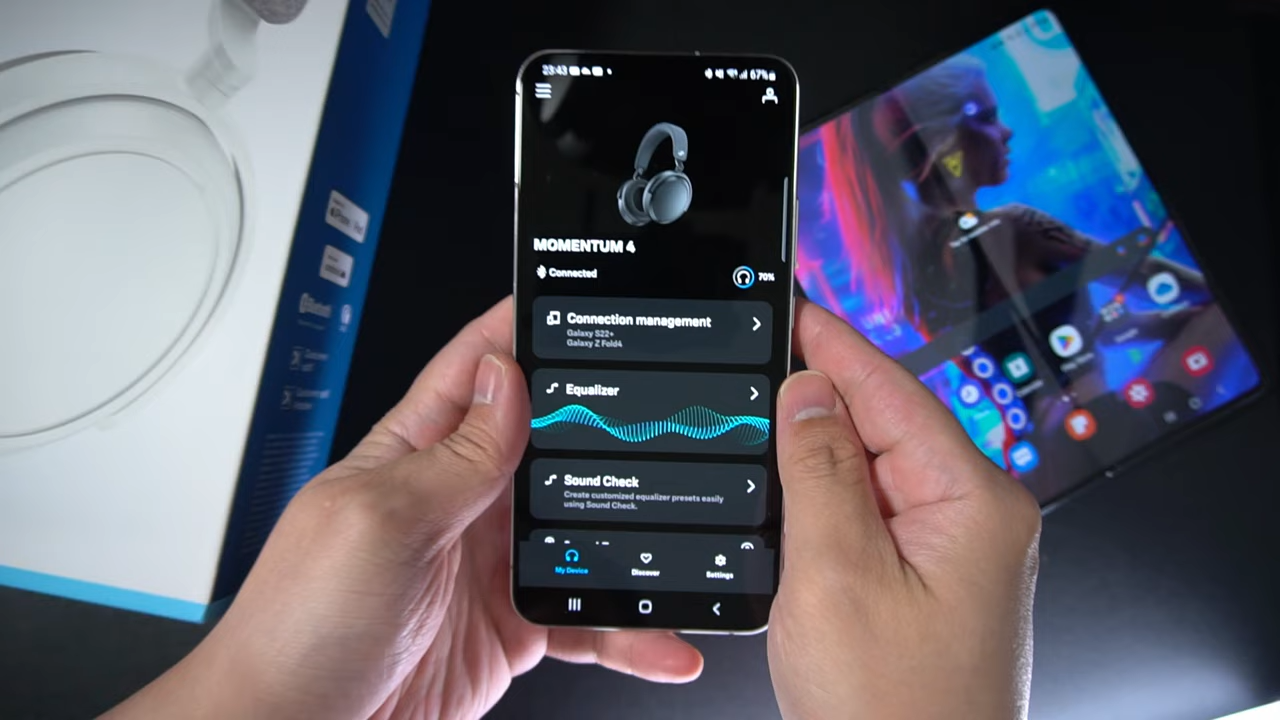 23:43
67%
MOMENTUM 4
Connected
70%
Connection management
Galaxy S22+
Galaxy Z Fold4
Equalizer
Sound Check
Create customized equalizer presets easily
using Sound Check.
My Device
Discover
Settings
Bluetooth